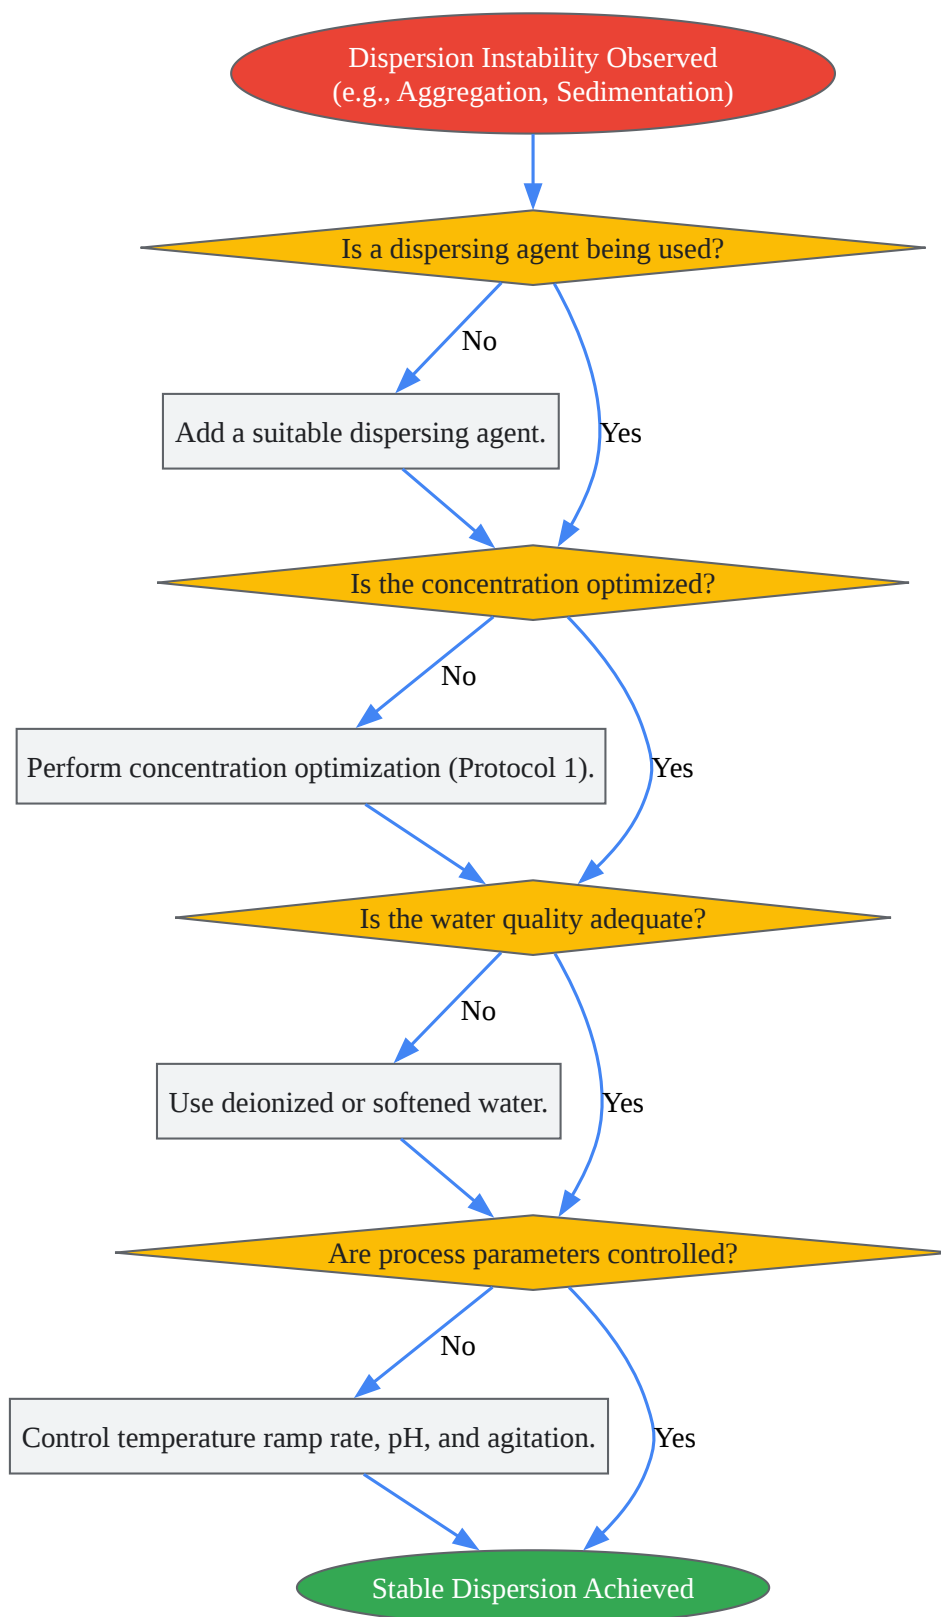 Dispersion Instability Observed
(e.g., Aggregation, Sedimentation)
Is a dispersing agent being used?
No
Add a suitable dispersing agent.
Yes
Is the concentration optimized?
No
Perform concentration optimization (Protocol 1).
Yes
Is the water quality adequate?
No
Use deionized or softened water.
Yes
Are process parameters controlled?
No
Control temperature ramp rate, pH, and agitation.
Yes
Stable Dispersion Achieved